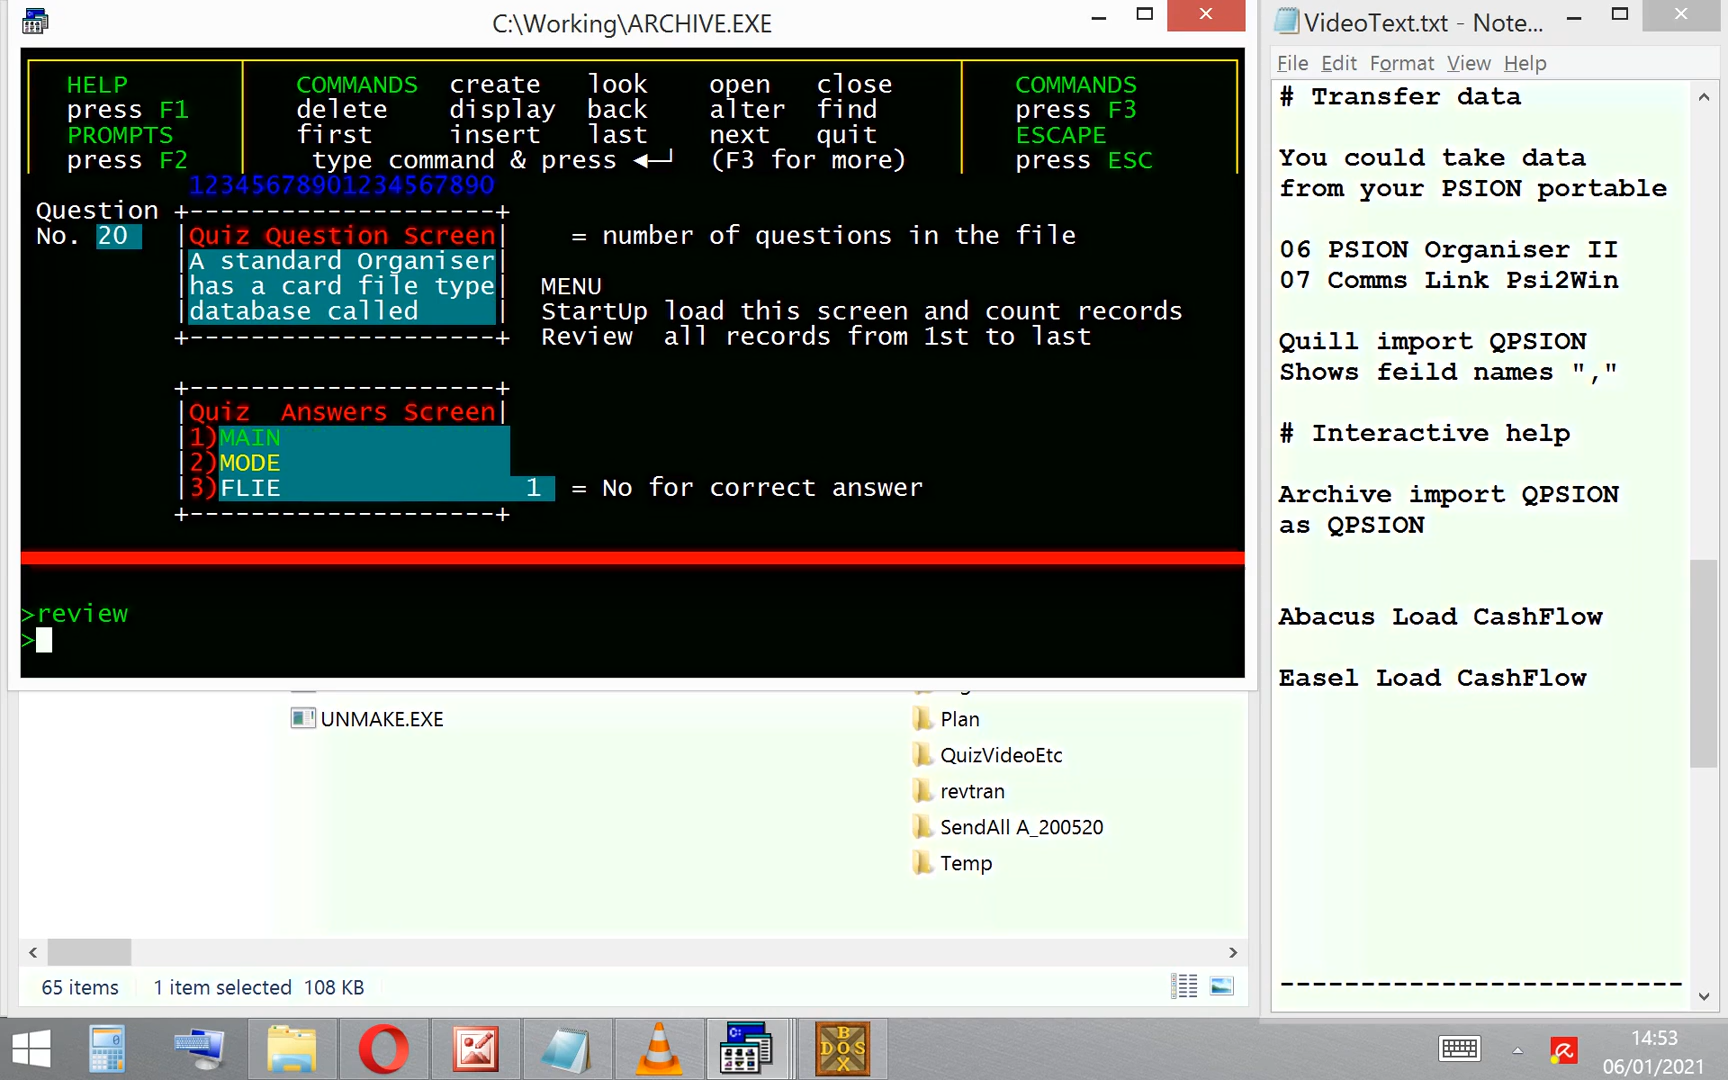 C:\Working\ARCHIVE.EXE
HELP
press F1
PROMPTS
press F2
COMMANDS create look open close
delete display back alter find
first insert last next quit
type command & press (F3 for more)
COMMANDS
press F3
ESCAPE
press ESC
12345678901234567890
Question
No. 20
+--------------------+
|Quiz Question Screen|
= number of questions in the file
|A standard Organiser|
|has a card file type
|database called |
+--------------------+
MENU
StartUp load this screen and count records
Review all records from 1st to last
+--------------------+
|Quiz Answers Screen|
|1)MAIN
|2)MODE
|3)FLIE 1 = No for correct answer
+--------------------+
>review
>
UNMAKE.EXE
Plan
QuizVideoEtc
revtran
SendAll A_200520
Temp
65 items 1 item selected 108 KB
VideoText.txt - Note...
File Edit Format View Help
# Transfer data
You could take data
from your PSION portable
06 PSION Organiser II
07 Comms Link Psi2Win
Quill import QPSION
Shows feild names ","
# Interactive help
Archive import QPSION
as QPSION
Abacus Load CashFlow
Easel Load CashFlow
-------------------------
C:\
BOX
DOS
14:53
06/01/2021